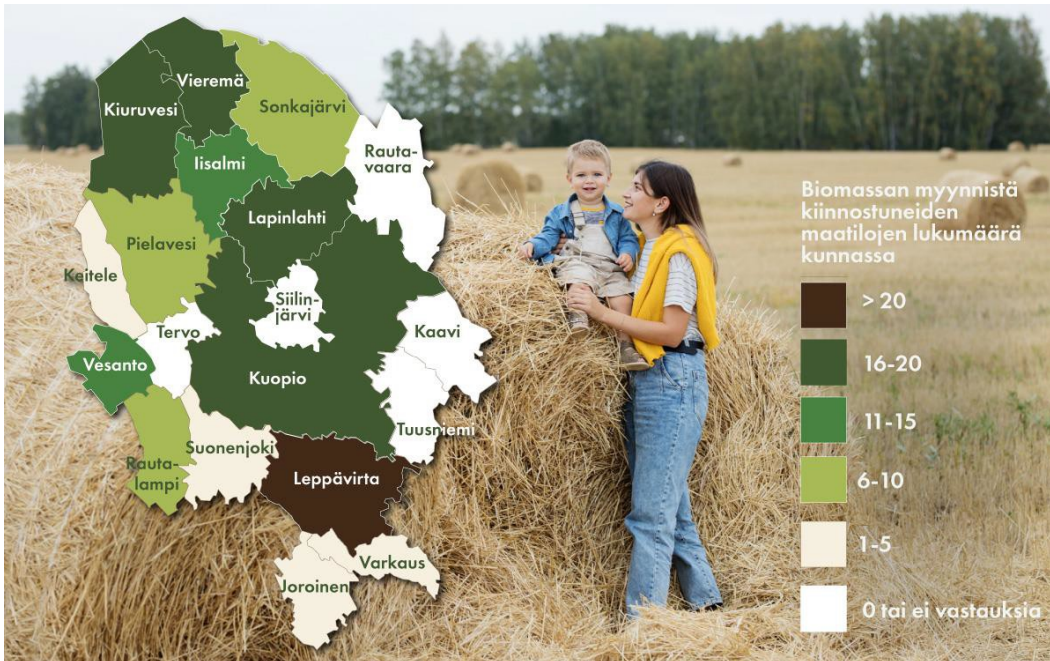 Vieremä
Kiuruvesi
Sonkajärvi
Iisalmi
Rauta-
vaara
Lapinlahti
Pielavesi
Keitele
Siilin-
järvi
Tervo
Kaavi
Vesanto
Kuopio
Tuusniemi
Suonenjoki
Rauta-
lampi
Leppävirta
Varkaus
Joroinen
Biomassan myynnistä
kiinnostuneiden
maatilojen lukumäärä
kunnassa
> 20
16-20
11-15
6-10
1-5
0 tai ei vastauksia